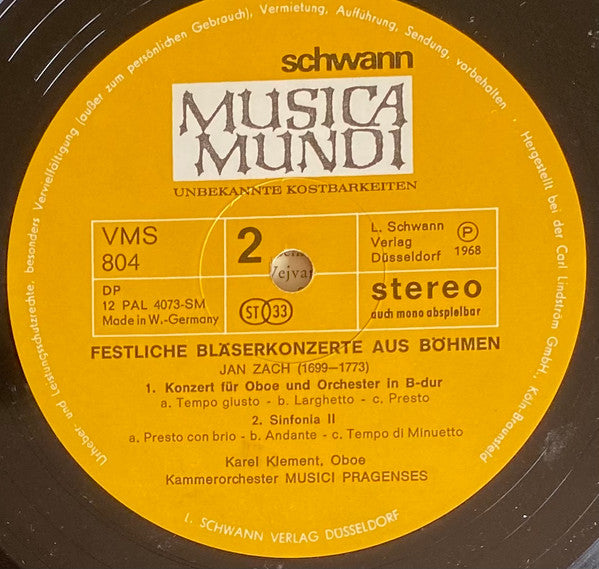 Urheber und Leistungsschutzrechte, besonders Vervielfältigung (außer zum persönlichen Gebrauch), Vermietung, Aufführung, Sendung, vorbehalten · Hergestellt bei der Carl Lindström GmbH., Köln-Braunsfeld
schwann
MUSICA
MUNDI
UNBEKANNTE KOSTBARKEITEN
VMS
804
2
L. Schwann
Verlag
Düsseldorf
P
1968
DP
12 PAL 4073-SM
Made in W.-Germany
ST 33
stereo
auch mono abspielbar
Vejvan
FESTLICHE BLÄSERKONZERTE AUS BÖHMEN
JAN ZACH (1699–1773)
1. Konzert für Oboe und Orchester in B-dur
a. Tempo giusto - b. Larghetto - c. Presto
2. Sinfonia II
a. Presto con brio - b. Andante - c. Tempo di Minuetto
Karel Klement, Oboe
Kammerorchester MUSICI PRAGENSES
L. SCHWANN VERLAG DÜSSELDORF